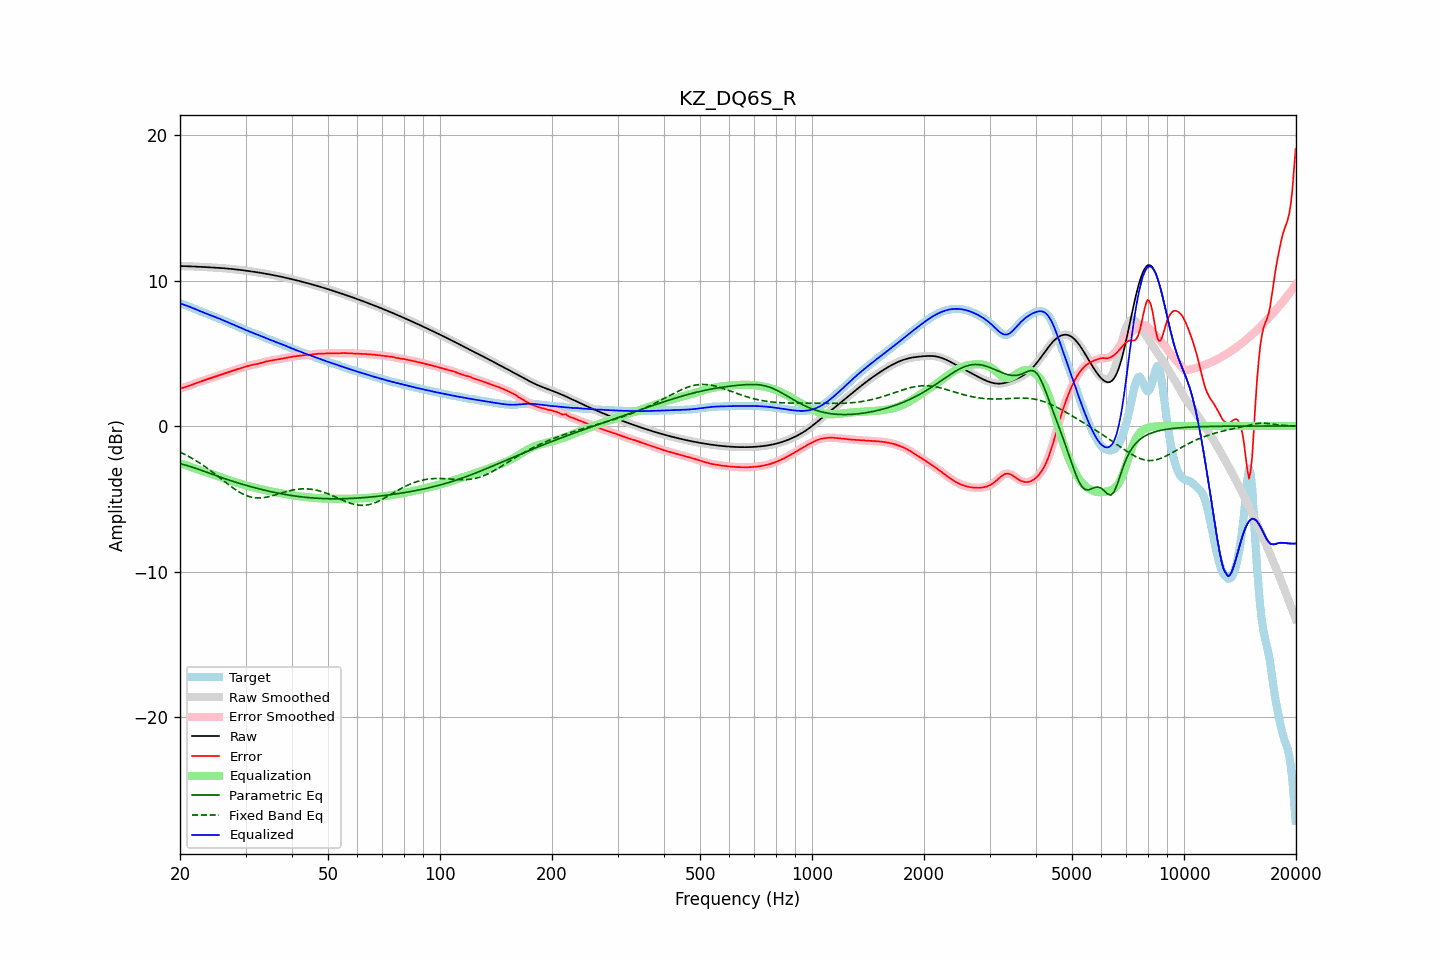 KZ_DQ6S_R
20
10
0
−10
−20
Amplitude (dBr)
Target
Raw Smoothed
Error Smoothed
Raw
Error
Equalization
Parametric Eq
Fixed Band Eq
Equalized
20 50 100 200 500 1000 2000 5000 10000 20000
Frequency (Hz)